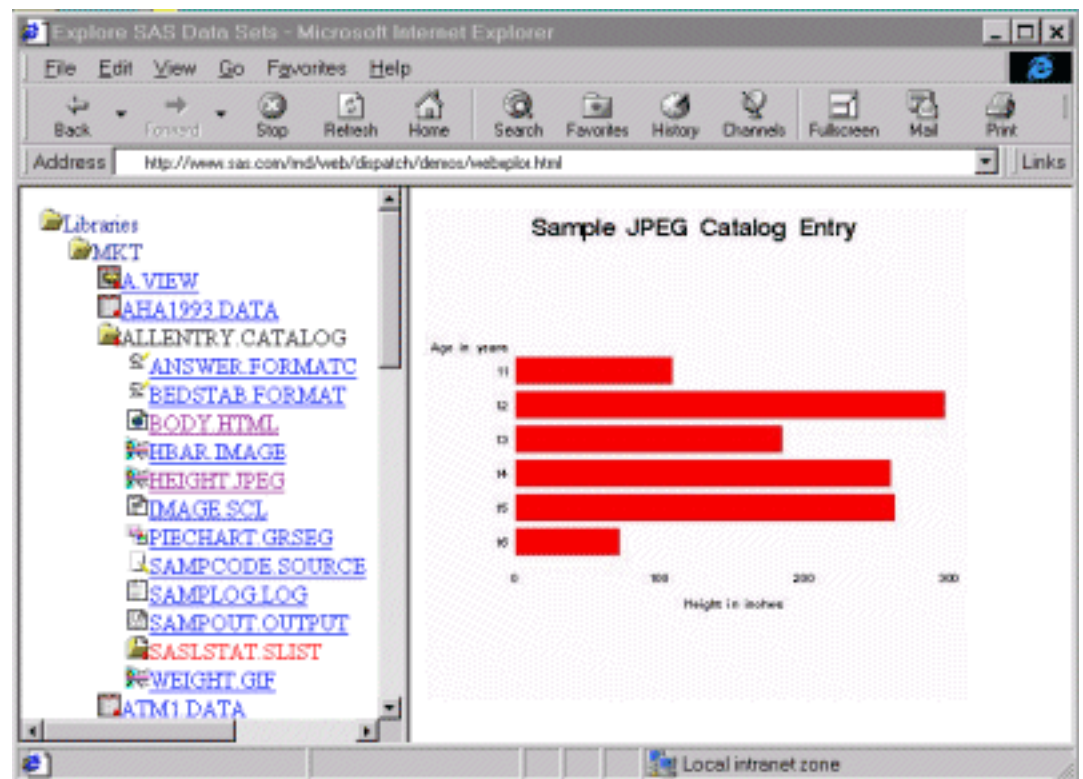 Explore SAS Data Sets - Microsoft Internet Explorer
File Edit View Go Favorites Help
Back Forward Stop Refresh Home Search Favorites History Channels Fullscreen Mail Print
Address http://www.sas.com/rnd/web/dispatch/demos/webxplor.html Links
Libraries
MKT
A.VIEW
AHA1993.DATA
ALLENTRY.CATALOG
ANSWER.FORMATC
BEDSTAB.FORMAT
BODY.HTML
HBAR.IMAGE
HEIGHT.JPEG
IMAGE.SCL
PIECHART.GRSEG
SAMPCODE.SOURCE
SAMPLOG.LOG
SAMPOUT.OUTPUT
SASLSTAT.SLIST
WEIGHT.GIF
ATM1.DATA
Sample JPEG Catalog Entry
Age in years
11
12
13
14
15
16
0 100 200 300
Height in inches
Local intranet zone